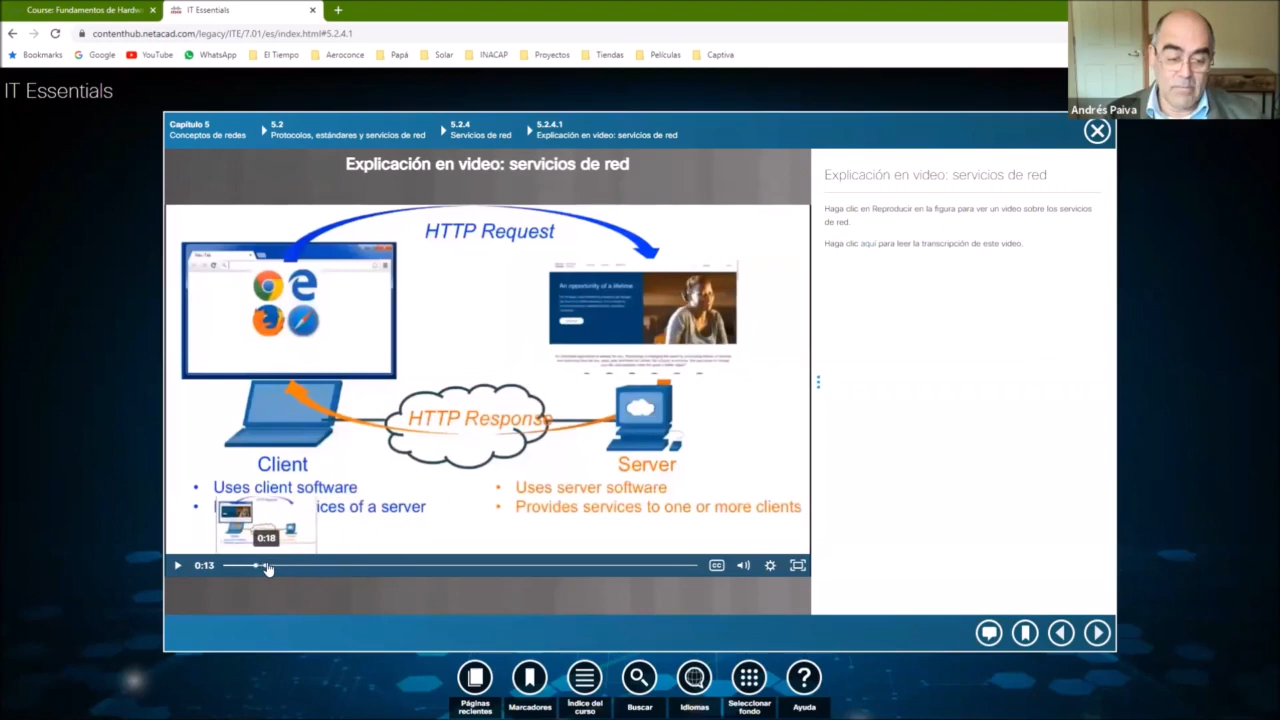 Course: Fundamentos de Hardw
IT Essentials
contenthub.netacad.com/legacy/ITE/7.01/es/index.html#5.2.4.1
Bookmarks
Google
YouTube
WhatsApp
El Tiempo
Aeroconce
Papá
Solar
INACAP
Proyectos
Tiendas
Películas
Captiva
Andrés Paiva
IT Essentials
Capítulo 5
Conceptos de redes
5.2
Protocolos, estándares y servicios de red
5.2.4
Servicios de red
5.2.4.1
Explicación en video: servicios de red
Explicación en video: servicios de red
HTTP Request
New Tab
An opportunity of a lifetime
HTTP Response
Client
Server
• Uses client software
ices of a server
• Uses server software
• Provides services to one or more clients
0:18
0:13
CC
Explicación en video: servicios de red
Haga clic en Reproducir en la figura para ver un video sobre los servicios
de red.
Haga clic aquí para leer la transcripción de este video.
Páginas
recientes
Marcadores
Índice del
curso
Buscar
Idiomas
Seleccionar
fondo
Ayuda